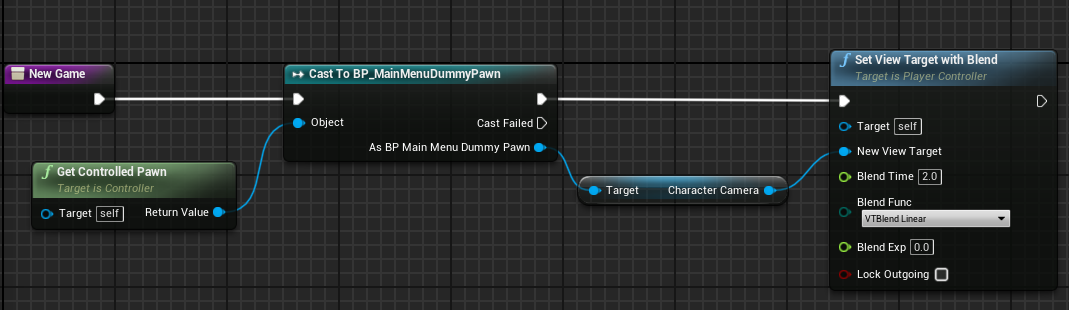 New Game
Get Controlled Pawn
Target is Controller
Target self Return Value
Cast To BP_MainMenuDummyPawn
Object
Cast Failed
As BP Main Menu Dummy Pawn
Target Character Camera
Set View Target with Blend
Target is Player Controller
Target self
New View Target
Blend Time 2.0
Blend Func
VTBlend Linear
Blend Exp 0.0
Lock Outgoing